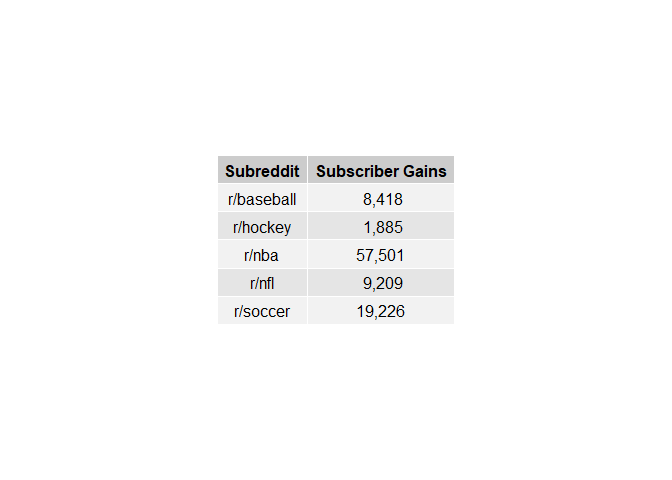 Subreddit Subscriber Gains
r/baseball 8,418
r/hockey 1,885
r/nba 57,501
r/nfl 9,209
r/soccer 19,226